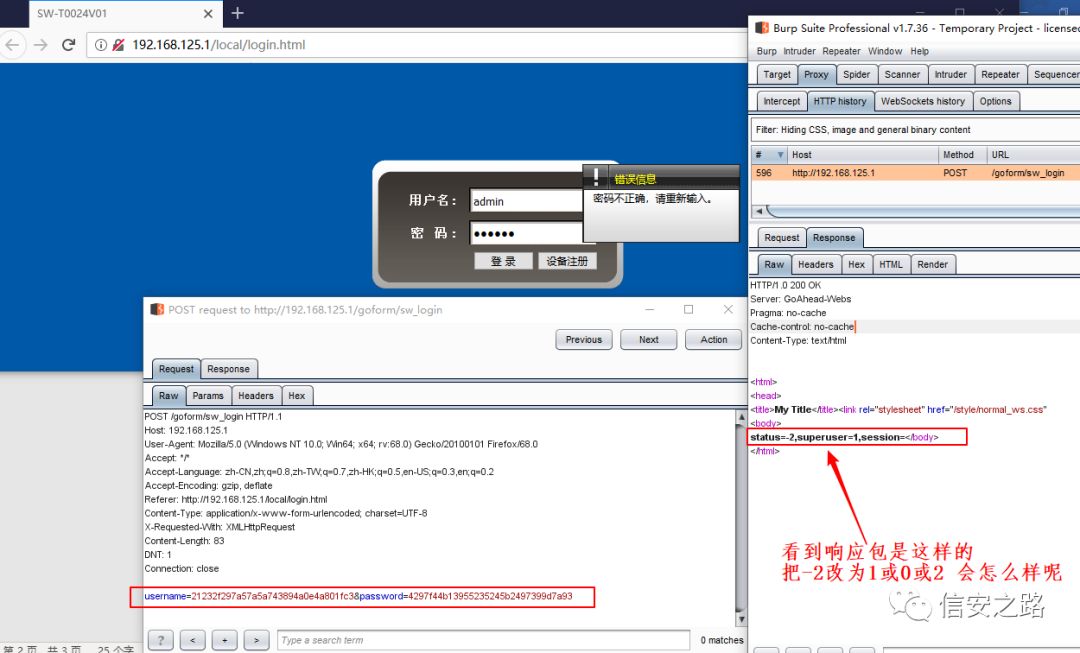 SW-T0024V01
192.168.125.1/local/login.html
用户名：
admin
密 码：
登 录
设备注册
错误信息
密码不正确，请重新输入。
POST request to http://192.168.125.1/goform/sw_login
Previous
Next
Action
Request
Response
Raw
Params
Headers
Hex
POST /goform/sw_login HTTP/1.1
Host: 192.168.125.1
User-Agent: Mozilla/5.0 (Windows NT 10.0; Win64; x64; rv:68.0) Gecko/20100101 Firefox/68.0
Accept: */*
Accept-Language: zh-CN,zh;q=0.8,zh-TW;q=0.7,zh-HK;q=0.5,en-US;q=0.3,en;q=0.2
Accept-Encoding: gzip, deflate
Referer: http://192.168.125.1/local/login.html
Content-Type: application/x-www-form-urlencoded; charset=UTF-8
X-Requested-With: XMLHttpRequest
Content-Length: 83
DNT: 1
Connection: close
username=21232f297a57a5a743894a0e4a801fc3&password=4297f44b13955235245b2497399d7a93
?
<
+
>
Type a search term
0 matches
第 2 页，共 3 页
25 个字
Burp Suite Professional v1.7.36 - Temporary Project - licensed
Burp Intruder Repeater Window Help
Target
Proxy
Spider
Scanner
Intruder
Repeater
Sequencer
Intercept
HTTP history
WebSockets history
Options
Filter: Hiding CSS, image and general binary content
# Host Method URL
596 http://192.168.125.1 POST /goform/sw_login
Request
Response
Raw
Headers
Hex
HTML
Render
HTTP/1.0 200 OK
Server: GoAhead-Webs
Pragma: no-cache
Cache-control: no-cache
Content-Type: text/html
<html>
<head>
<title>My Title</title><link rel="stylesheet" href="/style/normal_ws.css"
<body>
status=-2,superuser=1,session=</body>
</html>
看到响应包是这样的
把-2改为1或0或2 会怎么样呢
信安之路